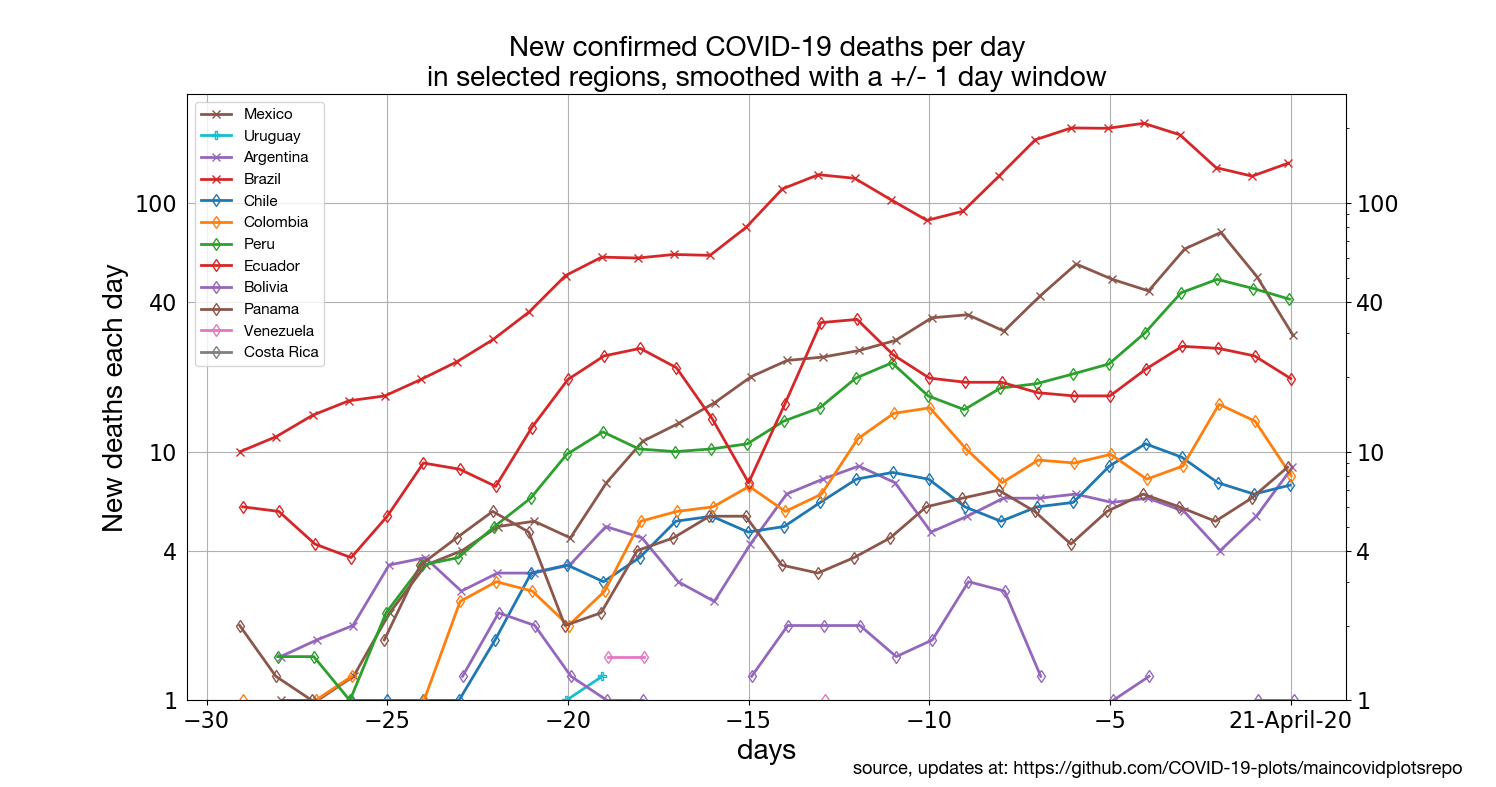 New confirmed COVID-19 deaths per day
in selected regions, smoothed with a +/- 1 day window
Mexico
Uruguay
Argentina
Brazil
Chile
Colombia
Peru
Ecuador
Bolivia
Panama
Venezuela
Costa Rica
New deaths each day
100
40
10
4
1
100
40
10
4
1
−30
−25
−20
−15
−10
−5
21-April-20
days
source, updates at: https://github.com/COVID-19-plots/maincovidplotsrepo